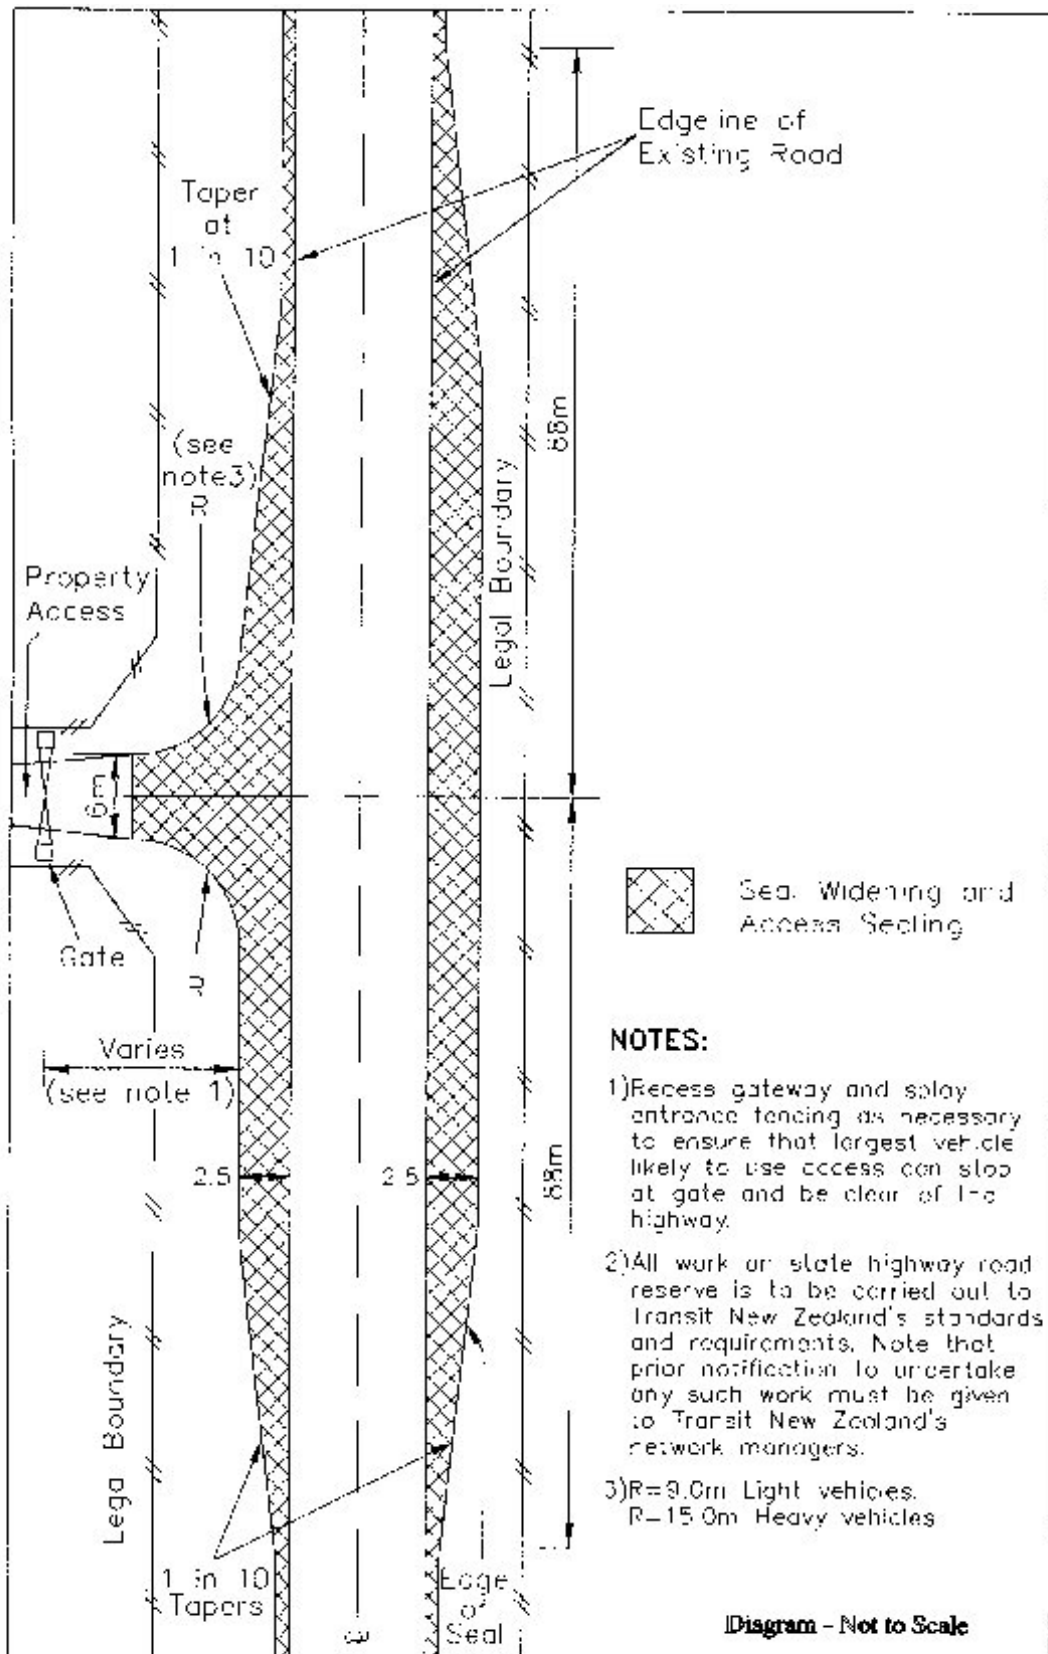 Edgeline of
Existing Road
Taper
at
1 in 10
(see
note3)
R
68m
Legal Boundary
Property
Access
6m
Gate
R
Seal Widening and
Access Sealing
Varies
(see note 1)
2.5
2.5
68m
NOTES:
1)Recess gateway and splay
entrance fencing as necessary
to ensure that largest vehicle
likely to use access can stop
at gate and be clear of the
highway.
2)All work on state highway road
reserve is to be carried out to
Transit New Zealand's standards
and requirements. Note that
prior notification to undertake
any such work must be given
to Transit New Zealand's
network managers.
3)R=9.0m Light vehicles.
R=15.0m Heavy vehicles
Legal Boundary
1 in 10
Tapers
Edge
of
Seal
Diagram - Not to Scale